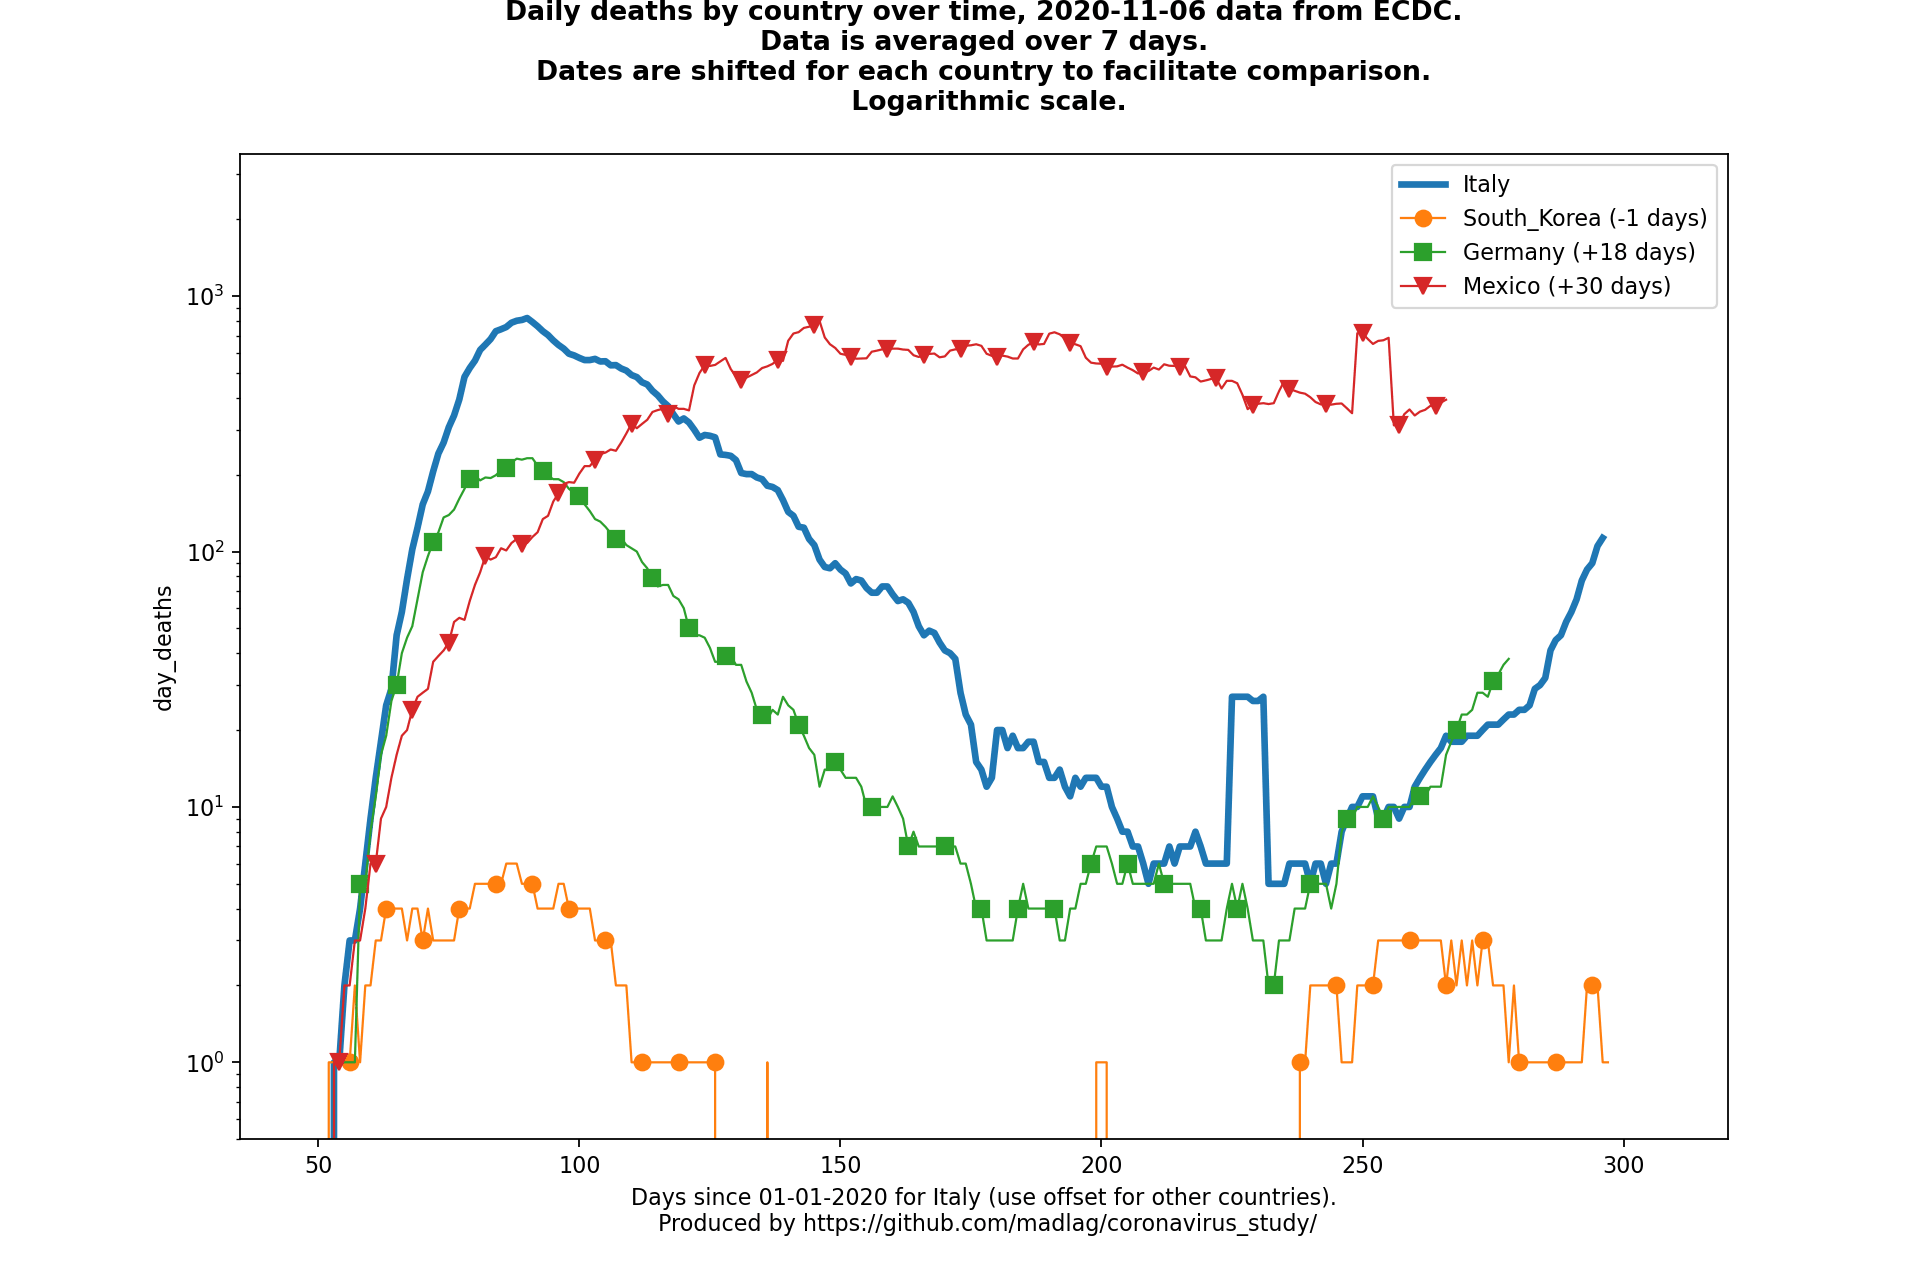 Daily deaths by country over time, 2020-11-06 data from ECDC.
Data is averaged over 7 days.
Dates are shifted for each country to facilitate comparison.
Logarithmic scale.
Italy
South_Korea (-1 days)
Germany (+18 days)
Mexico (+30 days)
day_deaths
10³
10²
10¹
10⁰
50 100 150 200 250 300
Days since 01-01-2020 for Italy (use offset for other countries).
Produced by https://github.com/madlag/coronavirus_study/